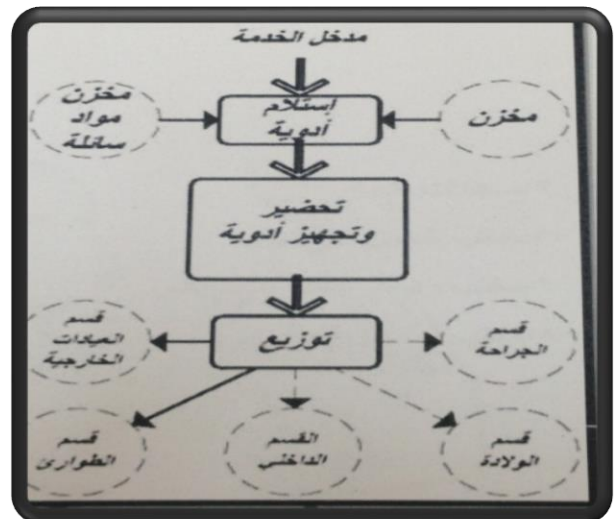 مدخل الخدمة
إستلام
أدوية
مخزن
مخزن
مواد
سائلة
تحضير
وتجهيز أدوية
توزيع
قسم
الجراحة
قسم
العيادات
الخارجية
قسم
الولادة
القسم
الداخلي
قسم
الطوارئ